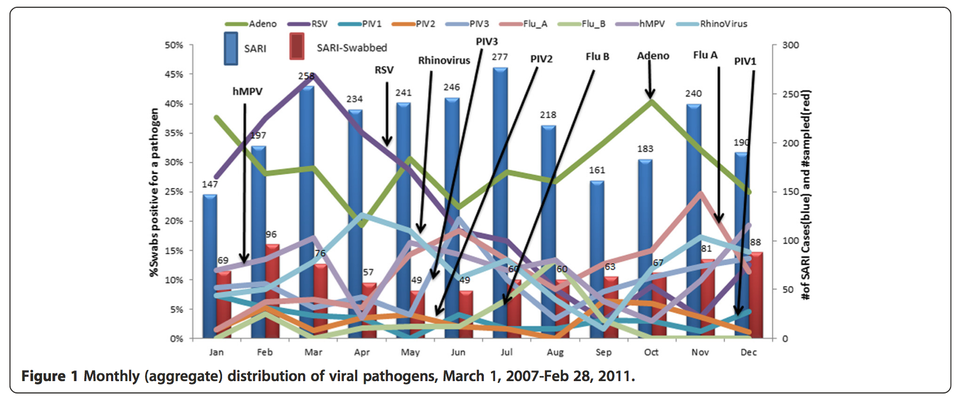 Adeno RSV PIV1 PIV2 PIV3 Flu_A Flu_B hMPV RhinoVirus
SARI SARI-Swabbed
PIV3
hMPV RSV Rhinovirus PIV2 Flu B Adeno Flu A PIV1
%Swabs positive for a pathogen
50%
45%
40%
35%
30%
25%
20%
15%
10%
5%
0%
147 197 258 234 241 246 277 218 161 183 240 190
69 96 76 57 49 49 60 60 63 67 81 88
300
250
200
150
100
50
0
#of SARI Cases(blue) and #sampled(red)
Jan Feb Mar Apr May Jun Jul Aug Sep Oct Nov Dec
Figure 1 Monthly (aggregate) distribution of viral pathogens, March 1, 2007-Feb 28, 2011.